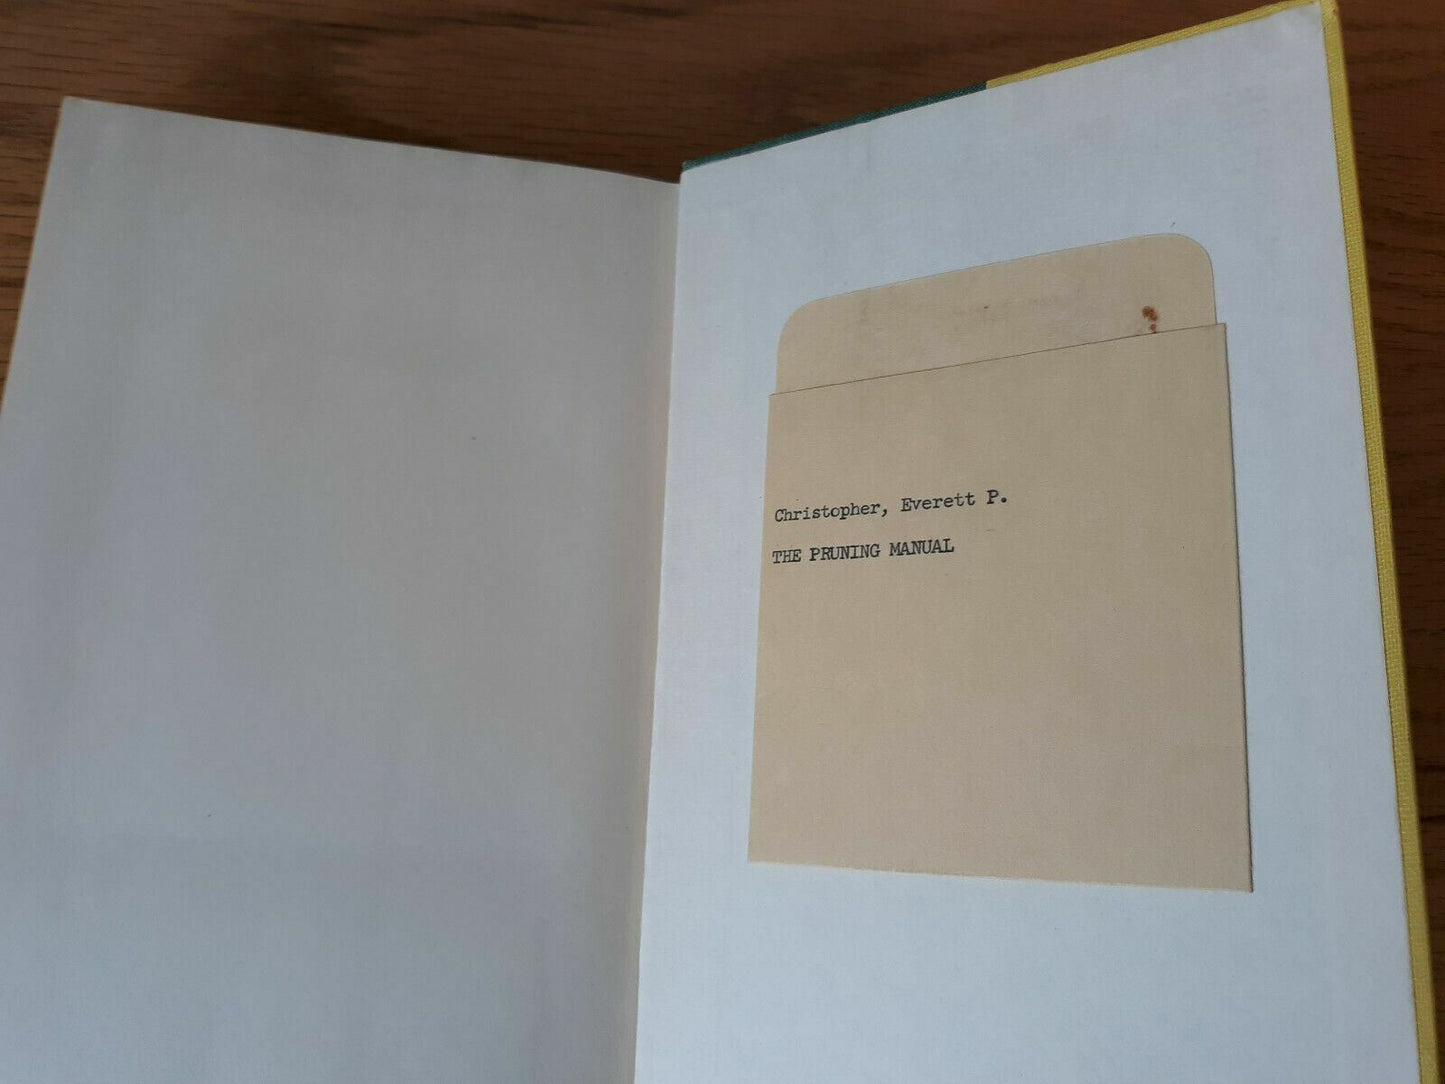 Christopher, Everett P.
THE PRUNING MANUAL